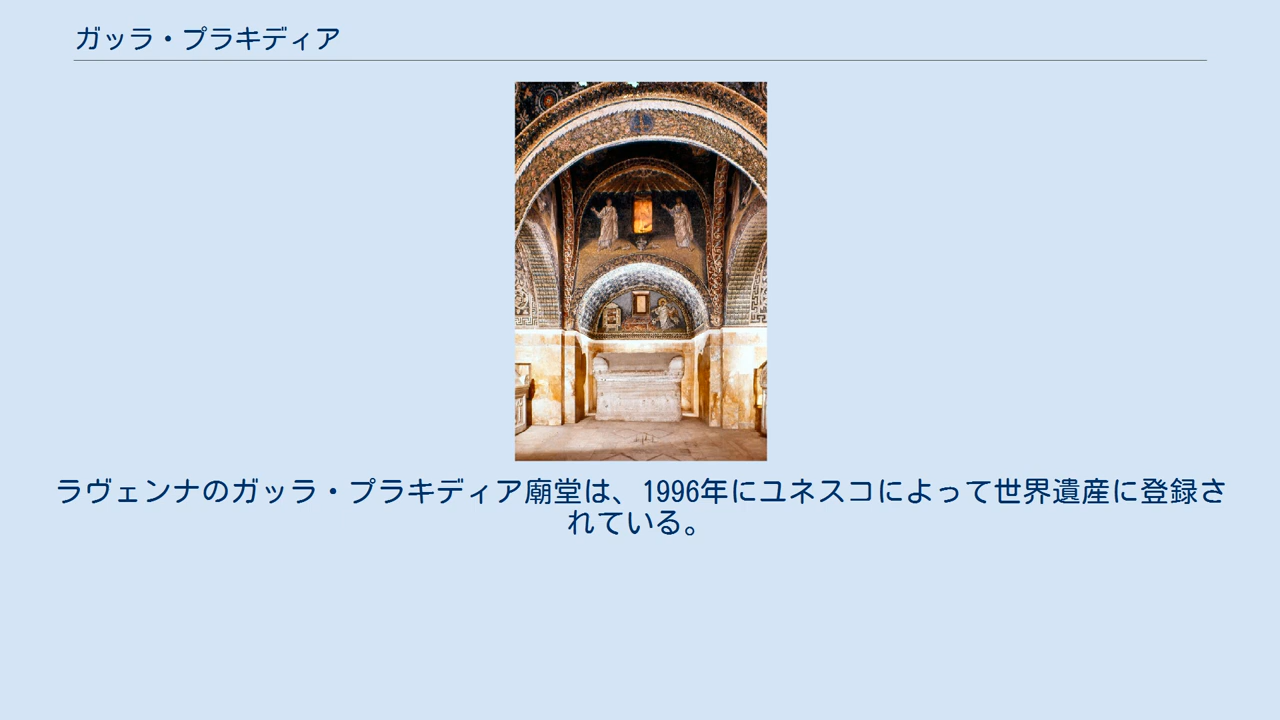 ガッラ・プラキディア
ラヴェンナのガッラ・プラキディア廟堂は、1996年にユネスコによって世界遺産に登録さ
れている。